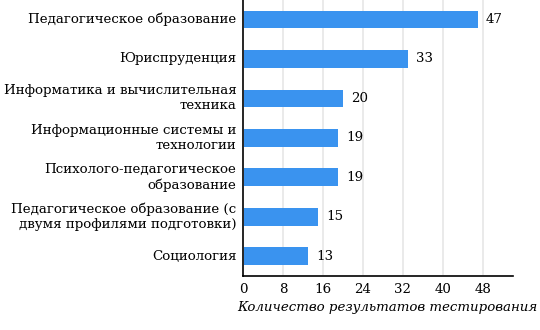 Педагогическое образование 47
Юриспруденция 33
Информатика и вычислительная
техника 20
Информационные системы и
технологии 19
Психолого-педагогическое
образование 19
Педагогическое образование (с
двумя профилями подготовки) 15
Социология 13
0 8 16 24 32 40 48
Количество результатов тестирования